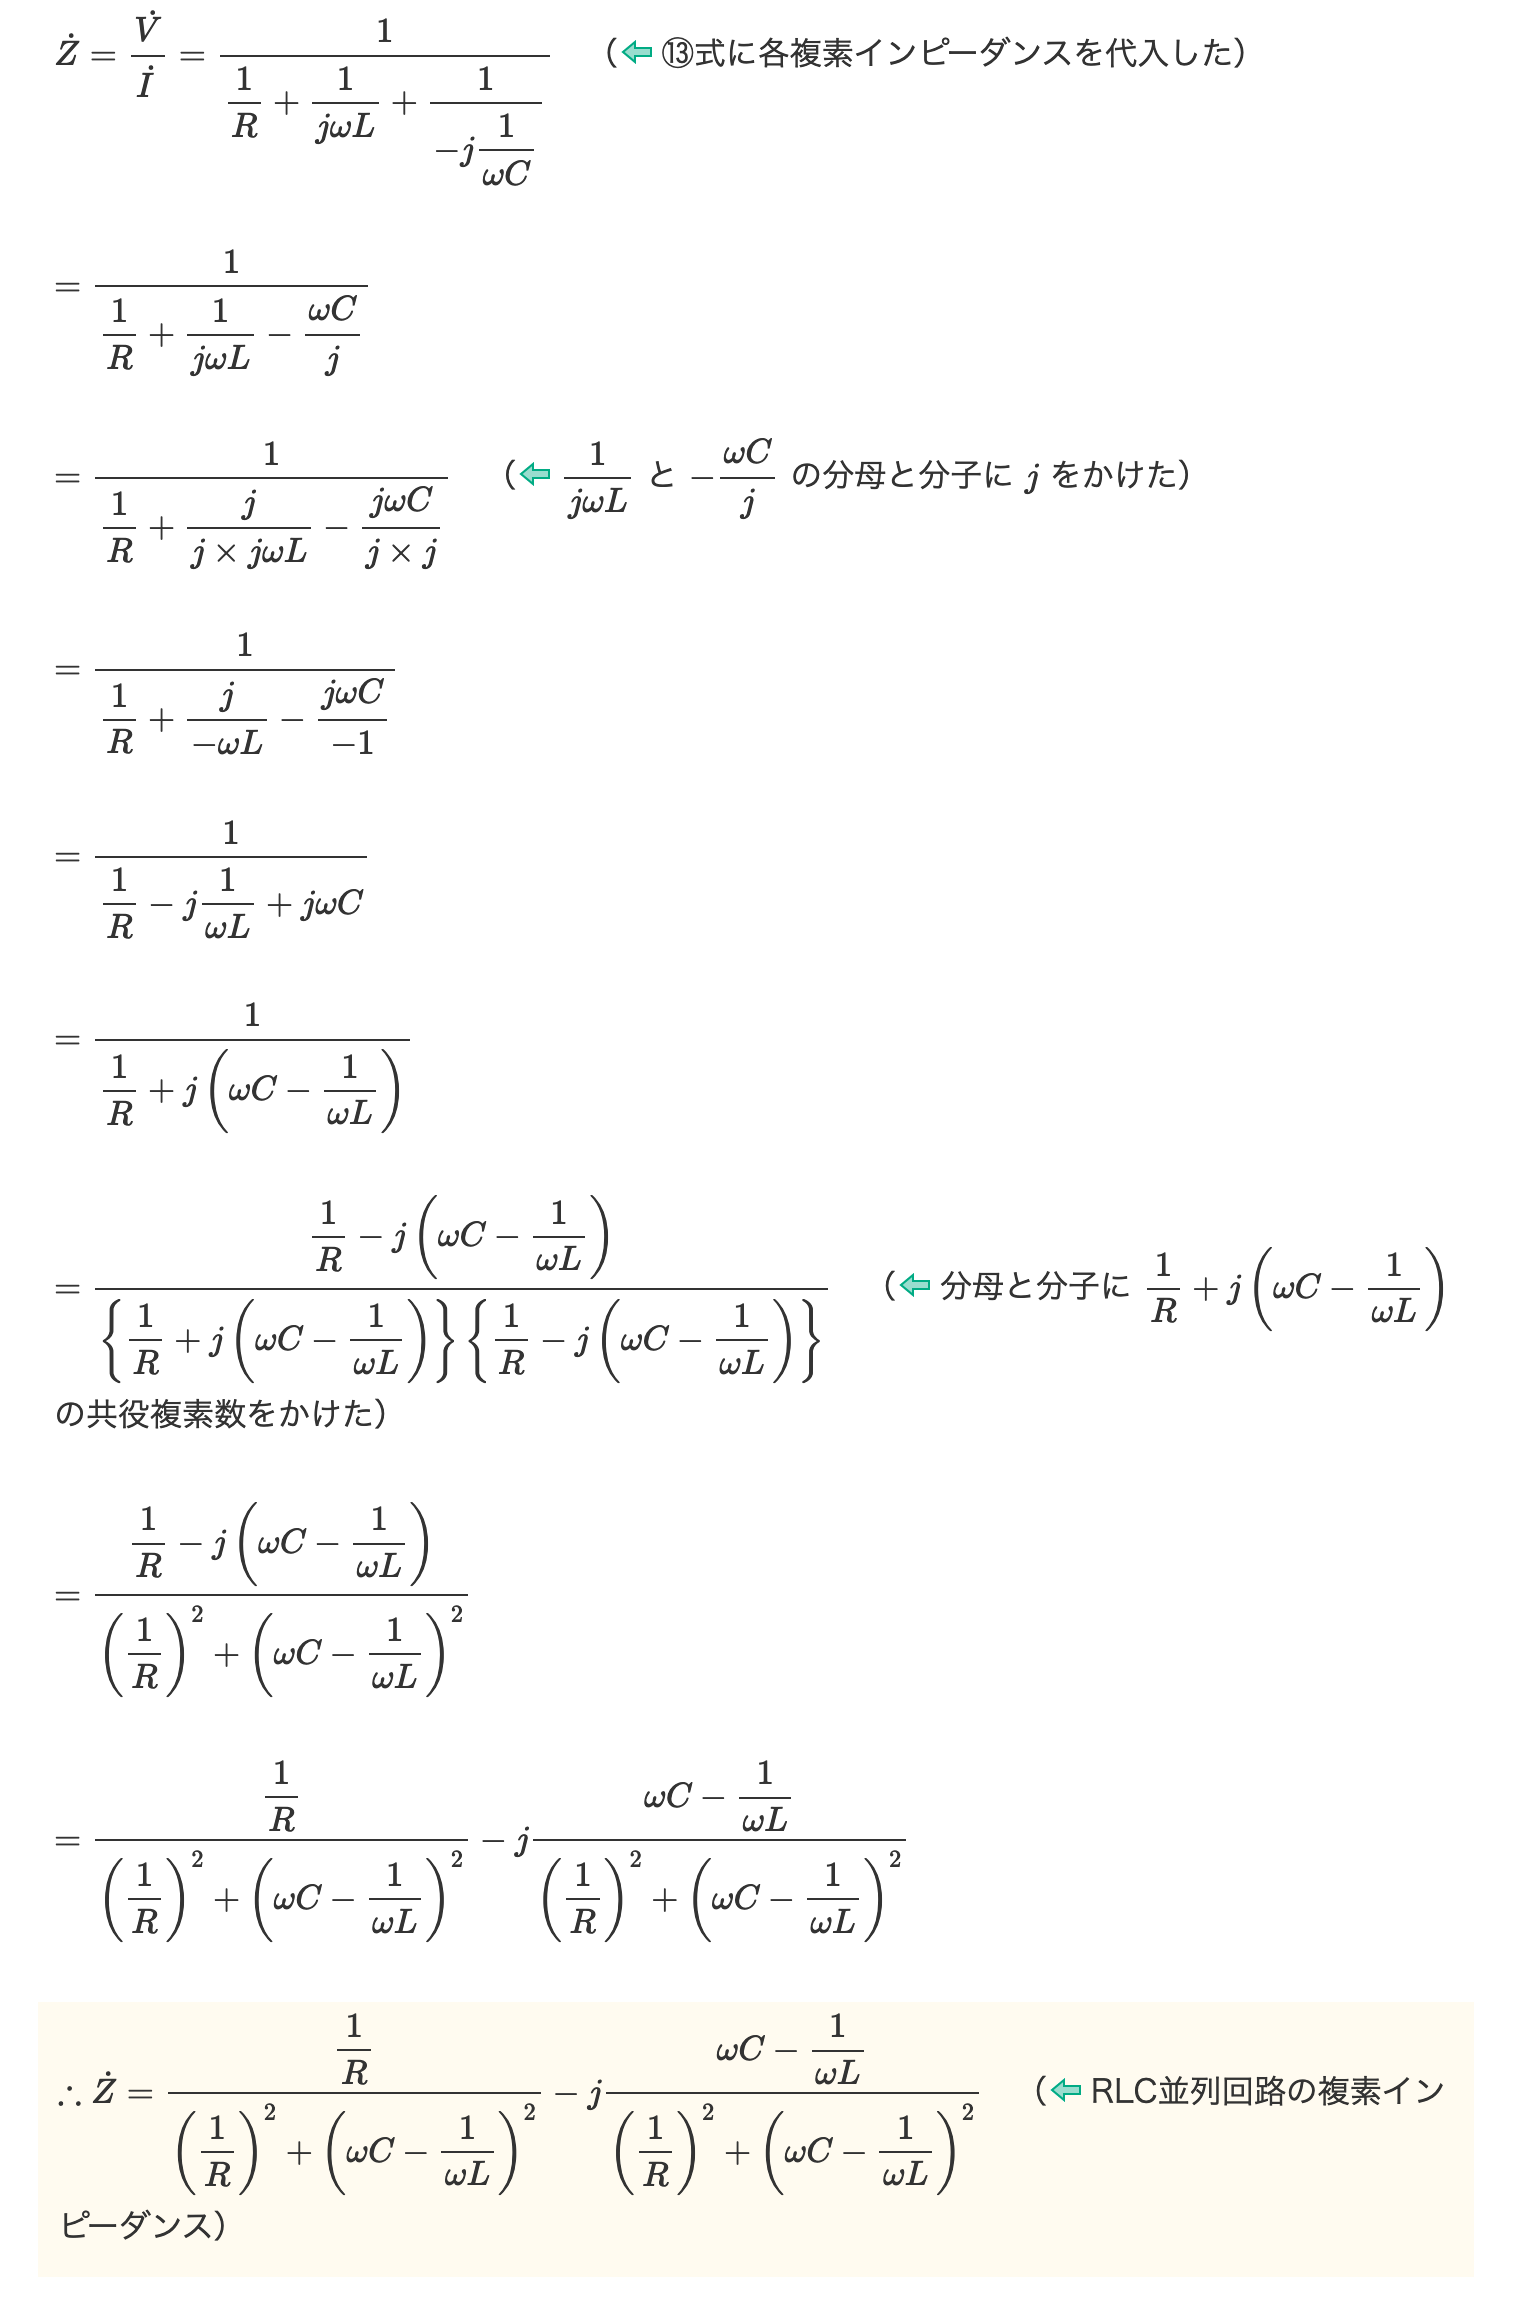 Ż = V̇/İ = 1/(1/R + 1/(jωL) + 1/(−j 1/(ωC))) （⇦ ⑬式に各複素インピーダンスを代入した）
= 1/(1/R + 1/(jωL) − ωC/j)
= 1/(1/R + j/(j × jωL) − jωC/(j × j)) （⇦ 1/(jωL) と −ωC/j の分母と分子に j をかけた）
= 1/(1/R + j/(−ωL) − jωC/(−1))
= 1/(1/R − j 1/(ωL) + jωC)
= 1/(1/R + j(ωC − 1/(ωL)))
= (1/R − j(ωC − 1/(ωL)))/({1/R + j(ωC − 1/(ωL))}{1/R − j(ωC − 1/(ωL))}) （⇦ 分母と分子に 1/R + j(ωC − 1/(ωL))
の共役複素数をかけた）
= (1/R − j(ωC − 1/(ωL)))/((1/R)² + (ωC − 1/(ωL))²)
= (1/R)/((1/R)² + (ωC − 1/(ωL))²) − j (ωC − 1/(ωL))/((1/R)² + (ωC − 1/(ωL))²)
∴ Ż = (1/R)/((1/R)² + (ωC − 1/(ωL))²) − j (ωC − 1/(ωL))/((1/R)² + (ωC − 1/(ωL))²) （⇦ RLC並列回路の複素イン
ピーダンス）